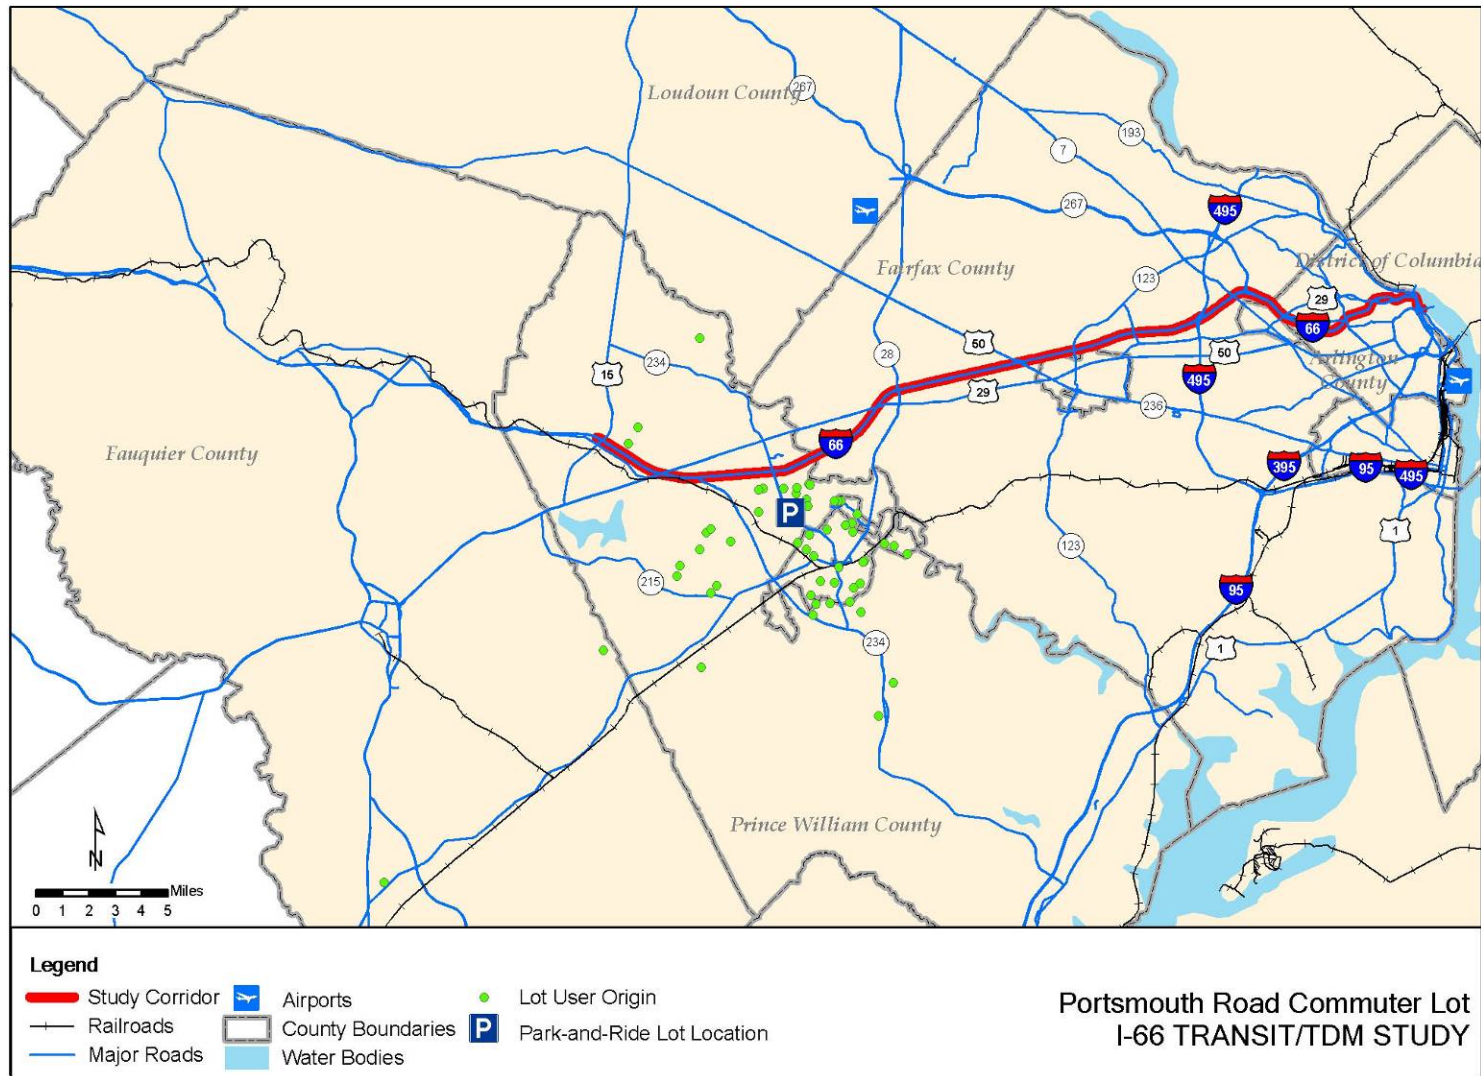 Loudoun County
267
193
7
267
495
Fairfax County
District of Columbia
123
29
66
50
50
28
234
15
Arlington
County
495
29
236
66
Fauquier County
395
95
495
P
1
123
215
95
234
1
Prince William County
N
Miles
0 1 2 3 4 5
Legend
Study Corridor
Airports
Lot User Origin
Railroads
County Boundaries
P
Park-and-Ride Lot Location
Major Roads
Water Bodies
Portsmouth Road Commuter Lot
I-66 TRANSIT/TDM STUDY